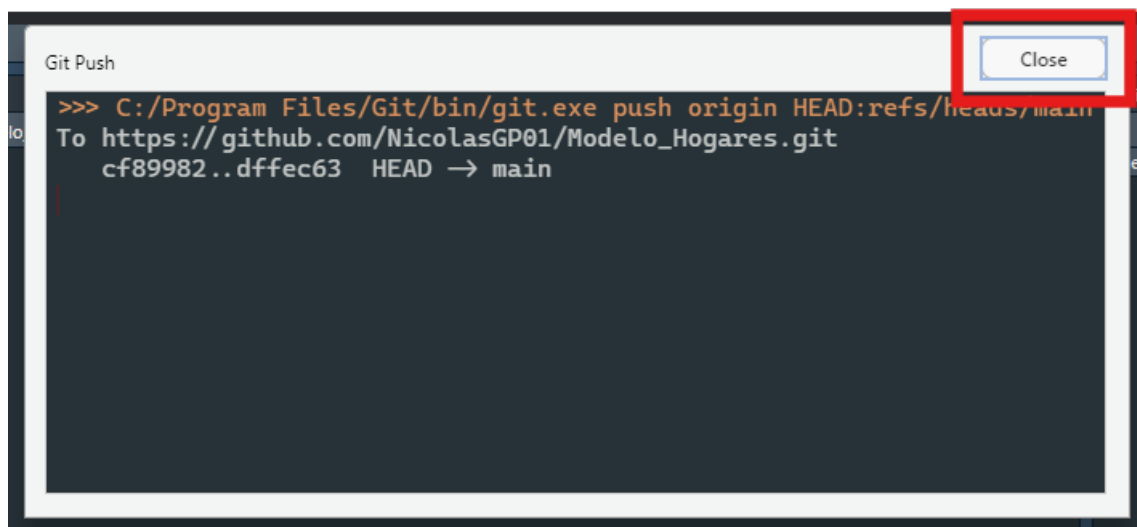 Git Push
Close
>>> C:/Program Files/Git/bin/git.exe push origin HEAD:refs/heads/main
To https://github.com/NicolasGP01/Modelo_Hogares.git
cf89982..dffec63 HEAD -> main
lo
e